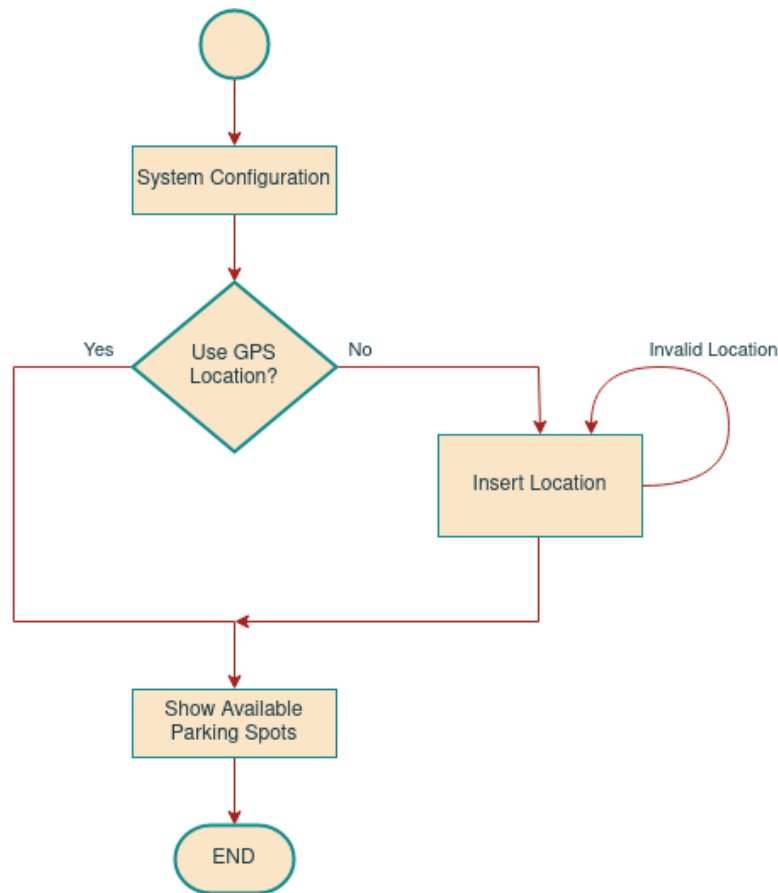 System Configuration
Yes
Use GPS
Location?
No
Invalid Location
Insert Location
Show Available
Parking Spots
END